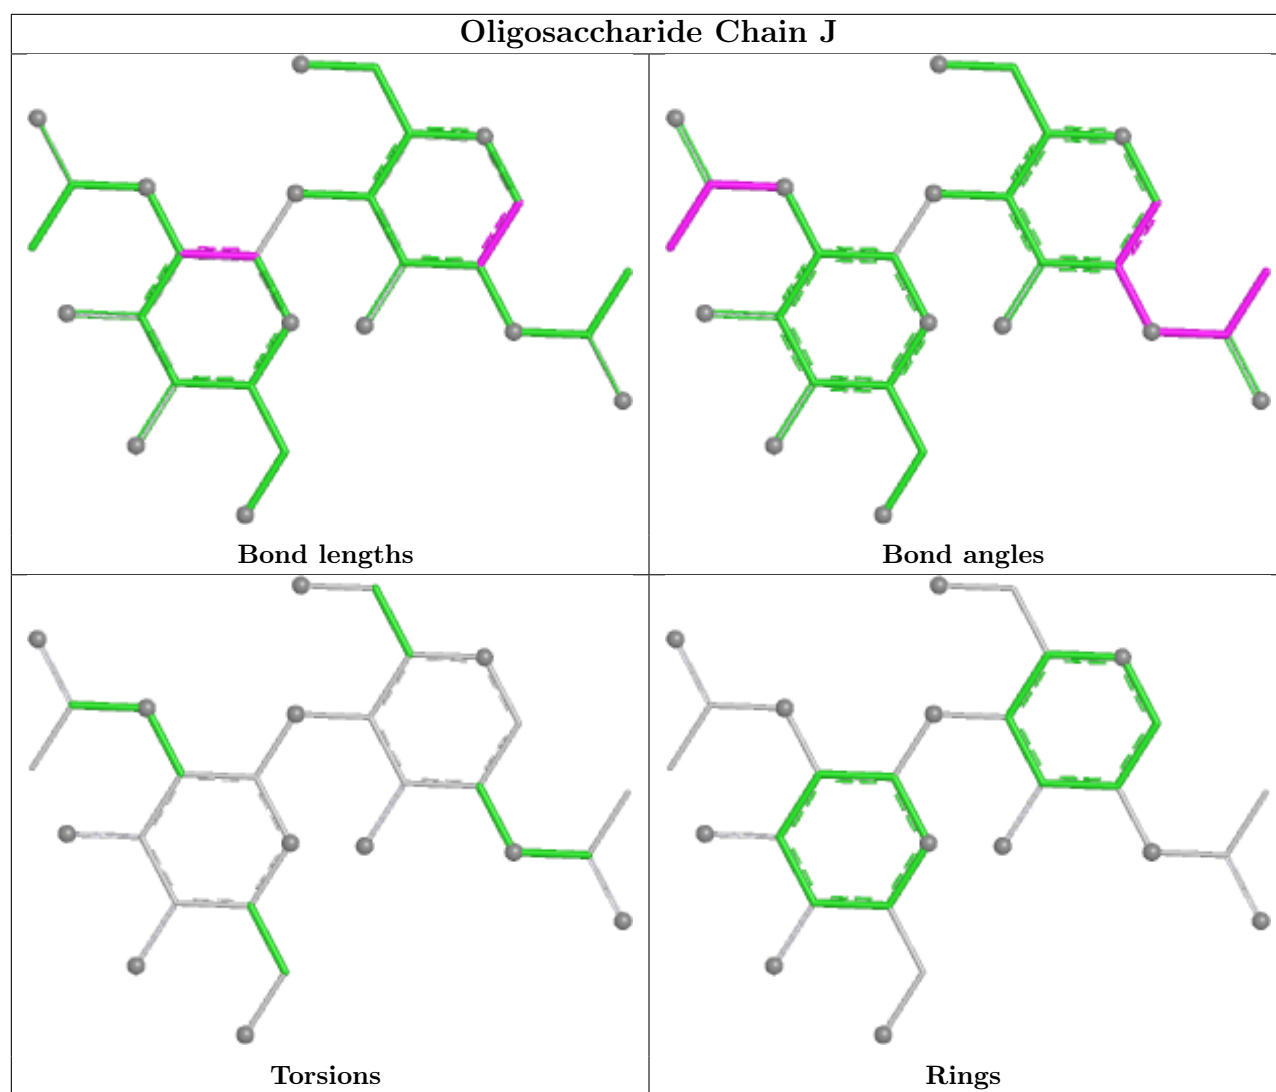 Oligosaccharide Chain J
Bond lengths
Bond angles
Torsions
Rings